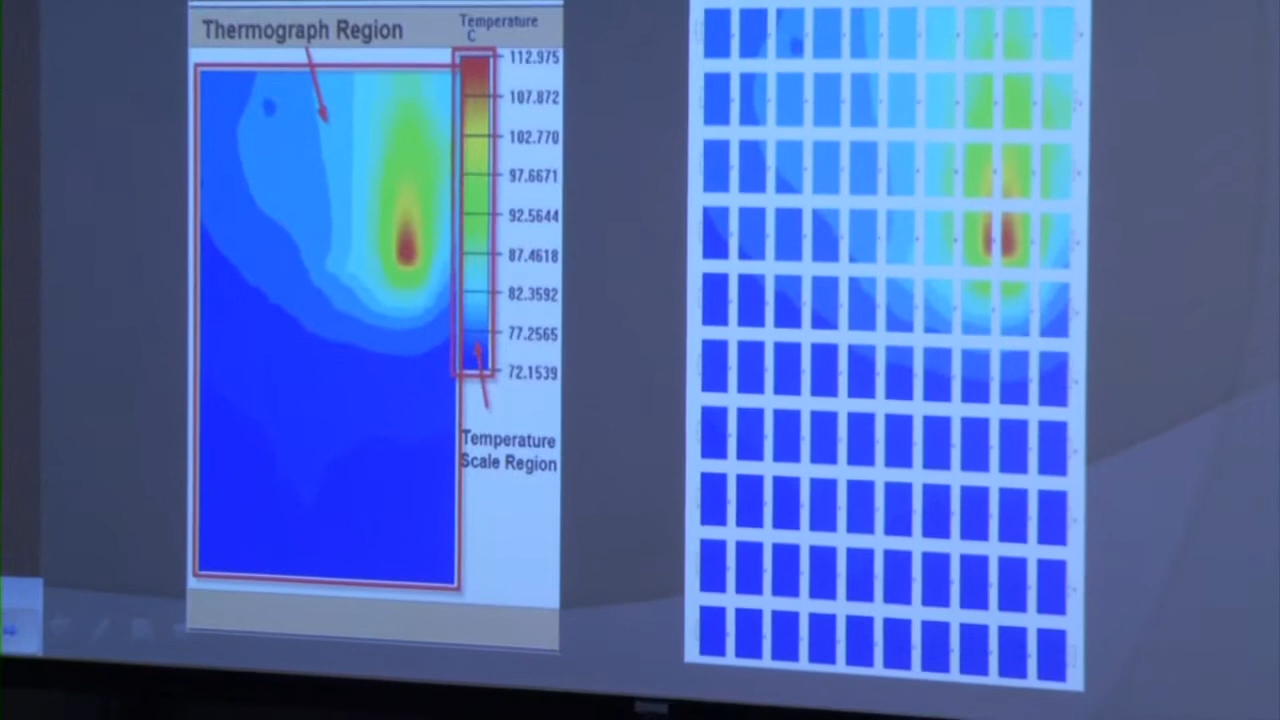 Thermograph Region
Temperature
C
112.975
107.872
102.770
97.6671
92.5644
87.4618
82.3592
77.2565
72.1539
Temperature
Scale Region